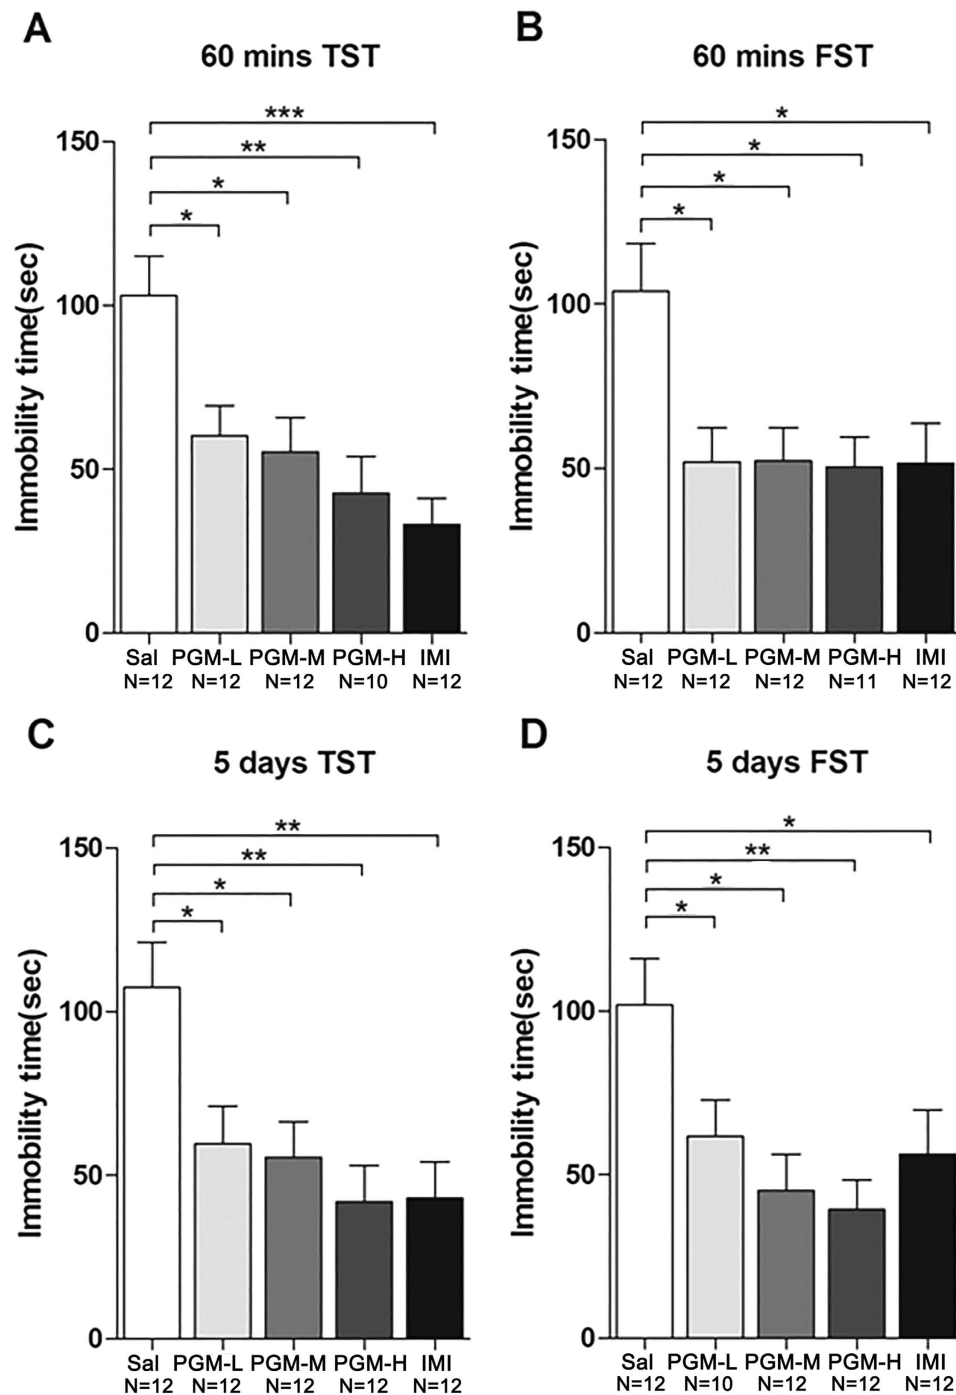 A
60 mins TST
***
**
*
*
150
100
50
0
Immobility time(sec)
Sal PGM-L PGM-M PGM-H IMI
N=12 N=12 N=12 N=10 N=12
B
60 mins FST
*
*
*
*
150
100
50
0
Immobility time(sec)
Sal PGM-L PGM-M PGM-H IMI
N=12 N=12 N=12 N=11 N=12
C
5 days TST
**
**
*
*
150
100
50
0
Immobility time(sec)
Sal PGM-L PGM-M PGM-H IMI
N=12 N=12 N=12 N=12 N=12
D
5 days FST
*
**
*
*
150
100
50
0
Immobility time(sec)
Sal PGM-L PGM-M PGM-H IMI
N=12 N=10 N=12 N=12 N=12